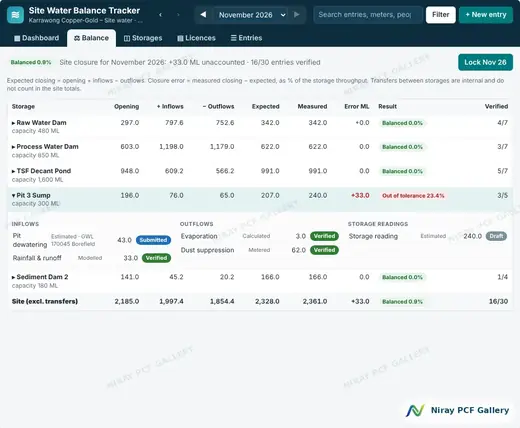 Site Water Balance Tracker
Karrawong Copper-Gold – Site water · ...
November 2026
Search entries, meters, peo
Filter
+ New entry
Dashboard
Balance
Storages
Licences
Entries
Balanced 0.9% Site closure for November 2026: +33.0 ML unaccounted · 16/30 entries verified
Lock Nov 26
Expected closing = opening + inflows − outflows. Closure error = measured closing − expected, as % of the storage throughput. Transfers between storages are internal and do
not count in the site totals.
Storage Opening + Inflows − Outflows Expected Measured Error ML Result Verified
▸ Raw Water Dam 297.0 797.6 752.6 342.0 342.0 +0.0 Balanced 0.0% 4/7
capacity 480 ML
▸ Process Water Dam 603.0 1,198.0 1,179.0 622.0 622.0 0.0 Balanced 0.0% 3/7
capacity 850 ML
▸ TSF Decant Pond 948.0 609.2 566.2 991.0 991.0 0.0 Balanced 0.0% 5/7
capacity 1,600 ML
▾ Pit 3 Sump 196.0 76.0 65.0 207.0 240.0 +33.0 Out of tolerance 23.4% 3/5
capacity 300 ML
INFLOWS
Pit dewatering Estimated · GWL 170045 Borefield 43.0 Submitted
Rainfall & runoff Modelled 33.0 Verified
OUTFLOWS
Evaporation Calculated 3.0 Verified
Dust suppression Metered 62.0 Verified
STORAGE READINGS
Storage reading Estimated 240.0 Draft
▸ Sediment Dam 2 141.0 45.2 20.2 166.0 166.0 0.0 Balanced 0.0% 1/4
capacity 180 ML
Site (excl. transfers) 2,185.0 1,997.4 1,854.4 2,328.0 2,361.0 +33.0 Balanced 0.9% 16/30
NIRAY PCF GALLERY
Niray PCF Gallery